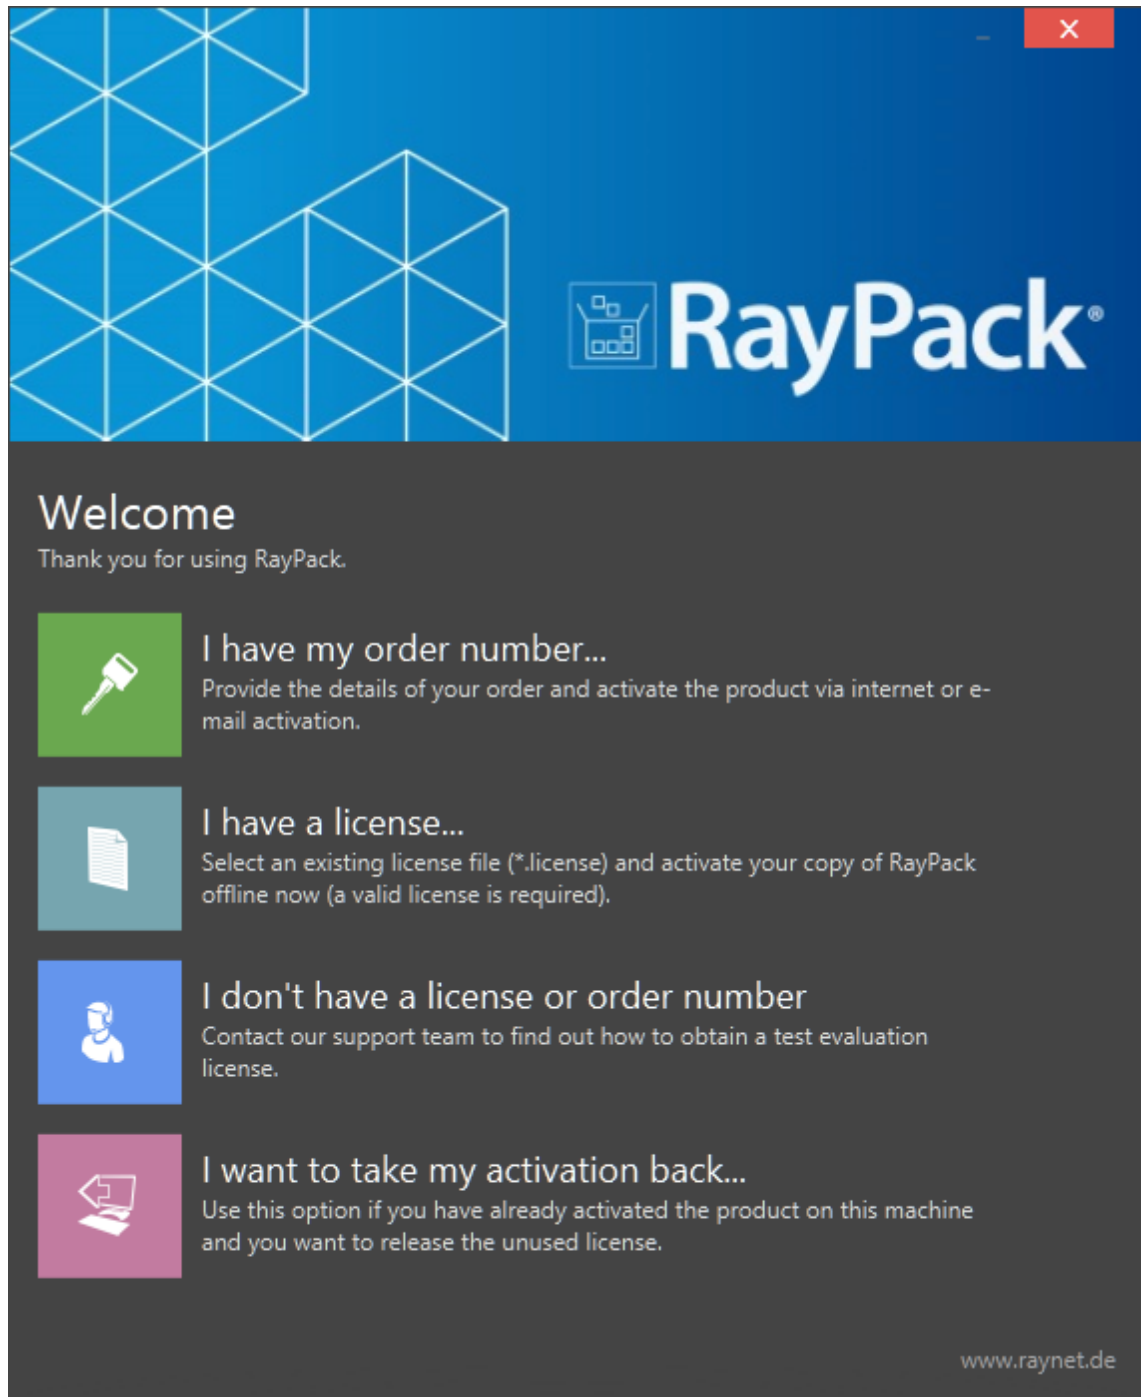 RayPack®
Welcome
Thank you for using RayPack.
I have my order number...
Provide the details of your order and activate the product via internet or e-
mail activation.
I have a license...
Select an existing license file (*.license) and activate your copy of RayPack
offline now (a valid license is required).
I don't have a license or order number
Contact our support team to find out how to obtain a test evaluation
license.
I want to take my activation back...
Use this option if you have already activated the product on this machine
and you want to release the unused license.
www.raynet.de